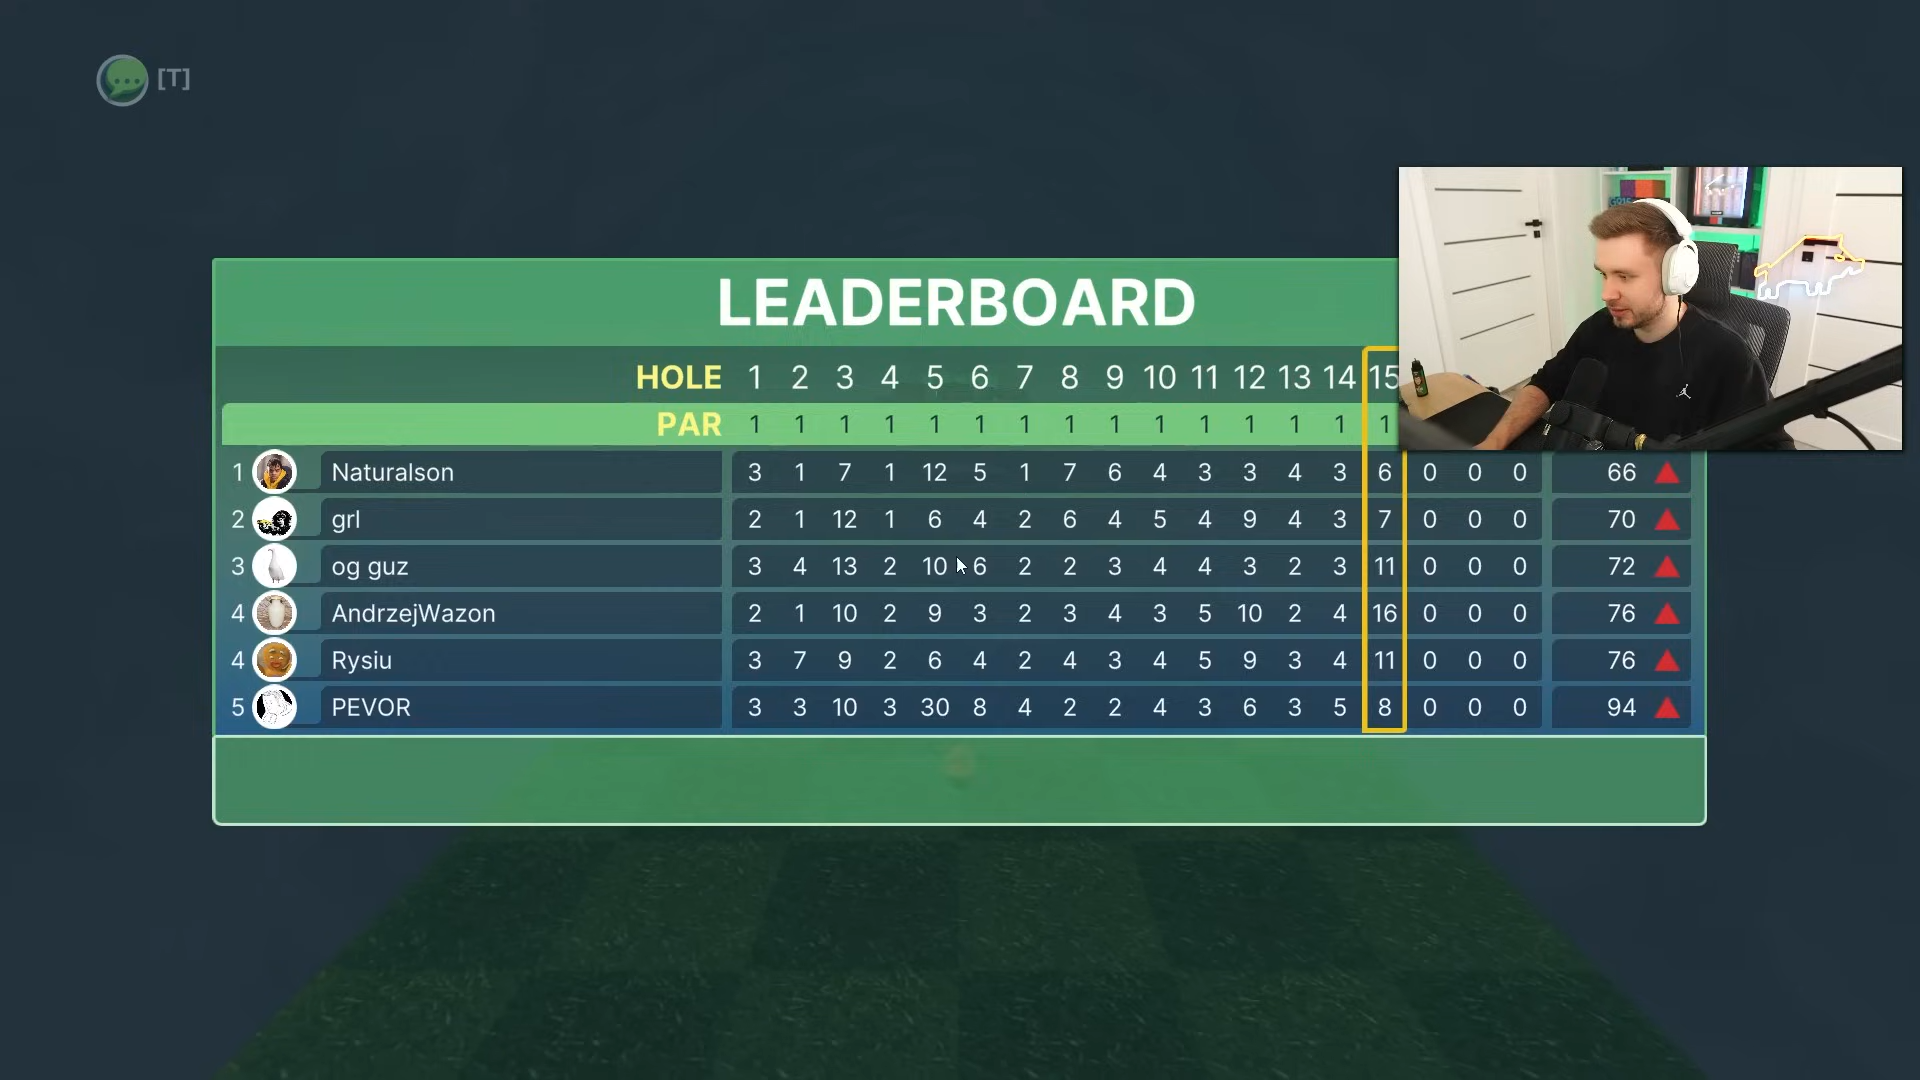 [T]
LEADERBOARD
HOLE 1 2 3 4 5 6 7 8 9 10 11 12 13 14 15
PAR 1 1 1 1 1 1 1 1 1 1 1 1 1 1 1
1 Naturalson 3 1 7 1 12 5 1 7 6 4 3 3 4 3 6 0 0 0 66
2 grl 2 1 12 1 6 4 2 6 4 5 4 9 4 3 7 0 0 0 70
3 og guz 3 4 13 2 10 6 2 2 3 4 4 3 2 3 11 0 0 0 72
4 AndrzejWazon 2 1 10 2 9 3 2 3 4 3 5 10 2 4 16 0 0 0 76
4 Rysiu 3 7 9 2 6 4 2 4 3 4 5 9 3 4 11 0 0 0 76
5 PEVOR 3 3 10 3 30 8 4 2 2 4 3 6 3 5 8 0 0 0 94